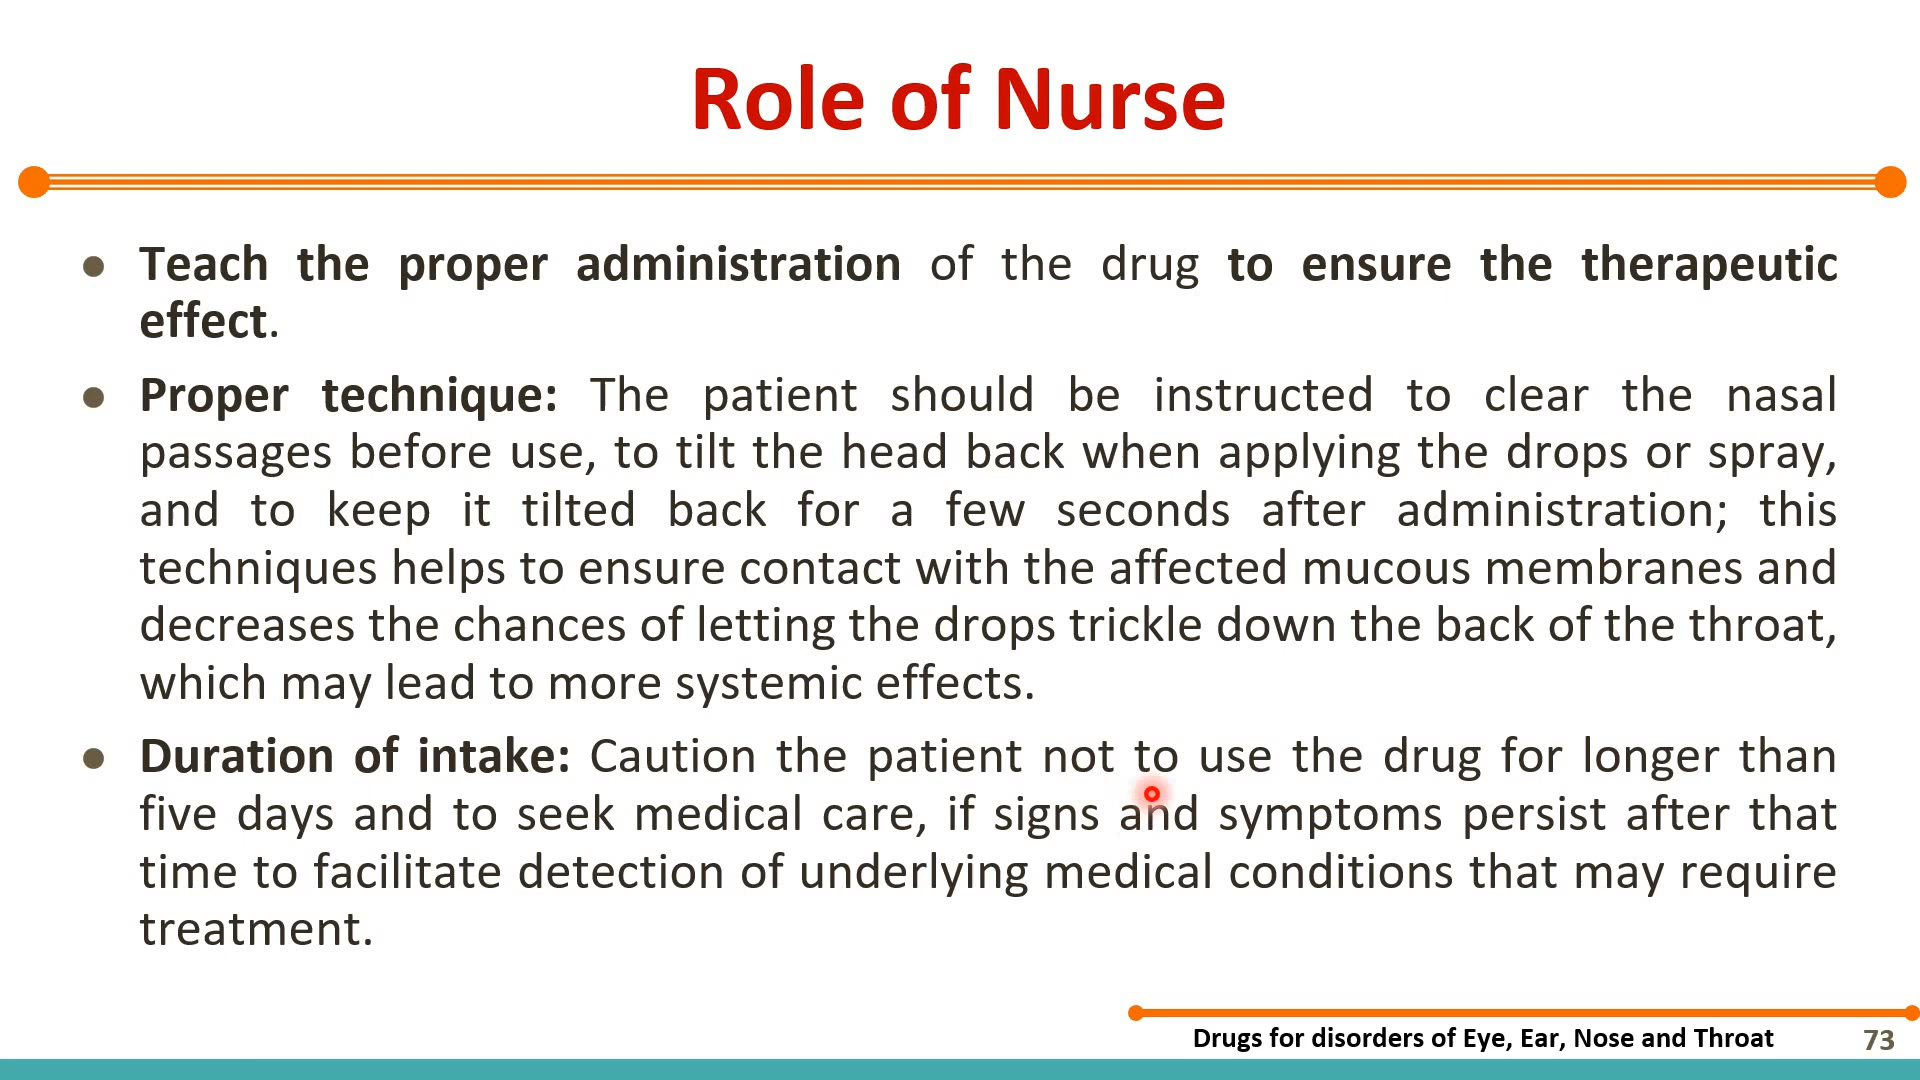 Role of Nurse
● Teach the proper administration of the drug to ensure the therapeutic
effect.
● Proper technique: The patient should be instructed to clear the nasal
passages before use, to tilt the head back when applying the drops or spray,
and to keep it tilted back for a few seconds after administration; this
techniques helps to ensure contact with the affected mucous membranes and
decreases the chances of letting the drops trickle down the back of the throat,
which may lead to more systemic effects.
● Duration of intake: Caution the patient not to use the drug for longer than
five days and to seek medical care, if signs and symptoms persist after that
time to facilitate detection of underlying medical conditions that may require
treatment.
Drugs for disorders of Eye, Ear, Nose and Throat 73